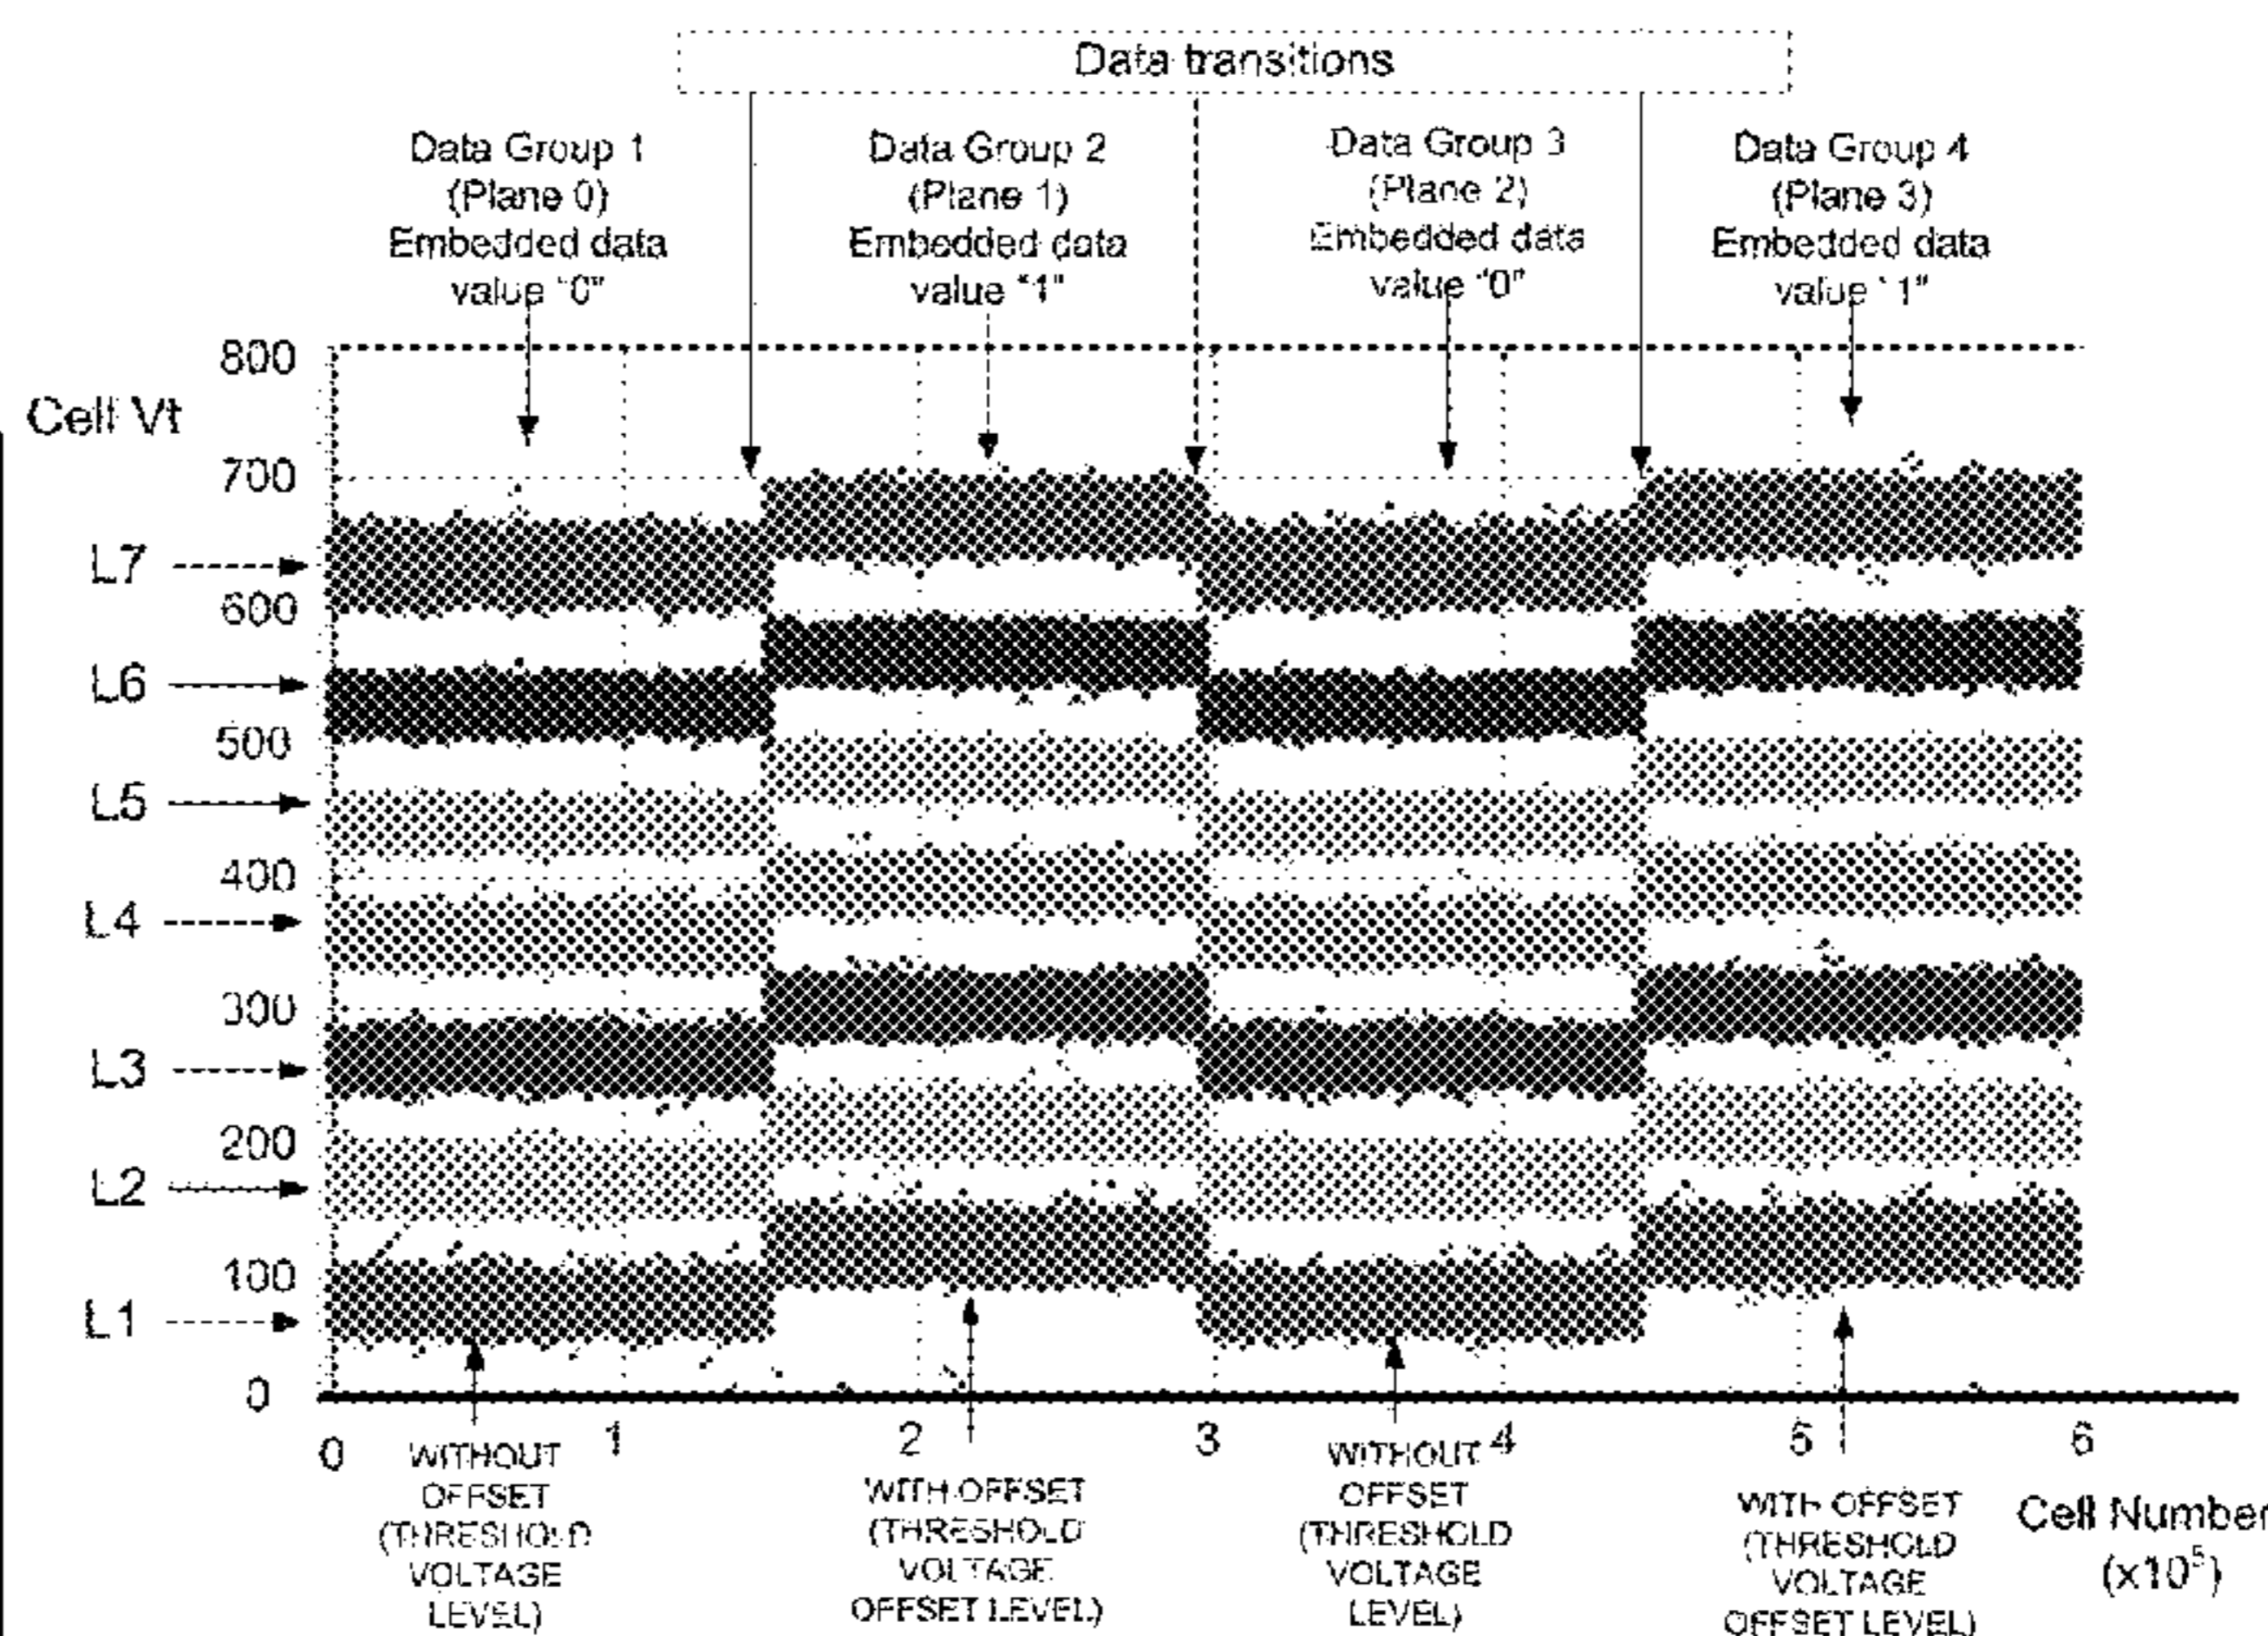 Data transitions
Data Group 1
(Plane 0)
Embedded data
value "0"
Data Group 2
(Plane 1)
Embedded data
value "1"
Data Group 3
(Plane 2)
Embedded data
value "0"
Data Group 4
(Plane 3)
Embedded data
value "1"
Cell Vt
800
700
L7
600
L6
500
L5
400
L4
300
L3
200
L2
100
L1
0
0 1 2 3 4 5 6
WITHOUT
OFFSET
(THRESHOLD
VOLTAGE
LEVEL)
WITH OFFSET
(THRESHOLD
VOLTAGE
OFFSET LEVEL)
WITHOUT
OFFSET
(THRESHOLD
VOLTAGE
LEVEL)
WITH OFFSET
(THRESHOLD
VOLTAGE
OFFSET LEVEL)
Cell Number
(x10⁵)